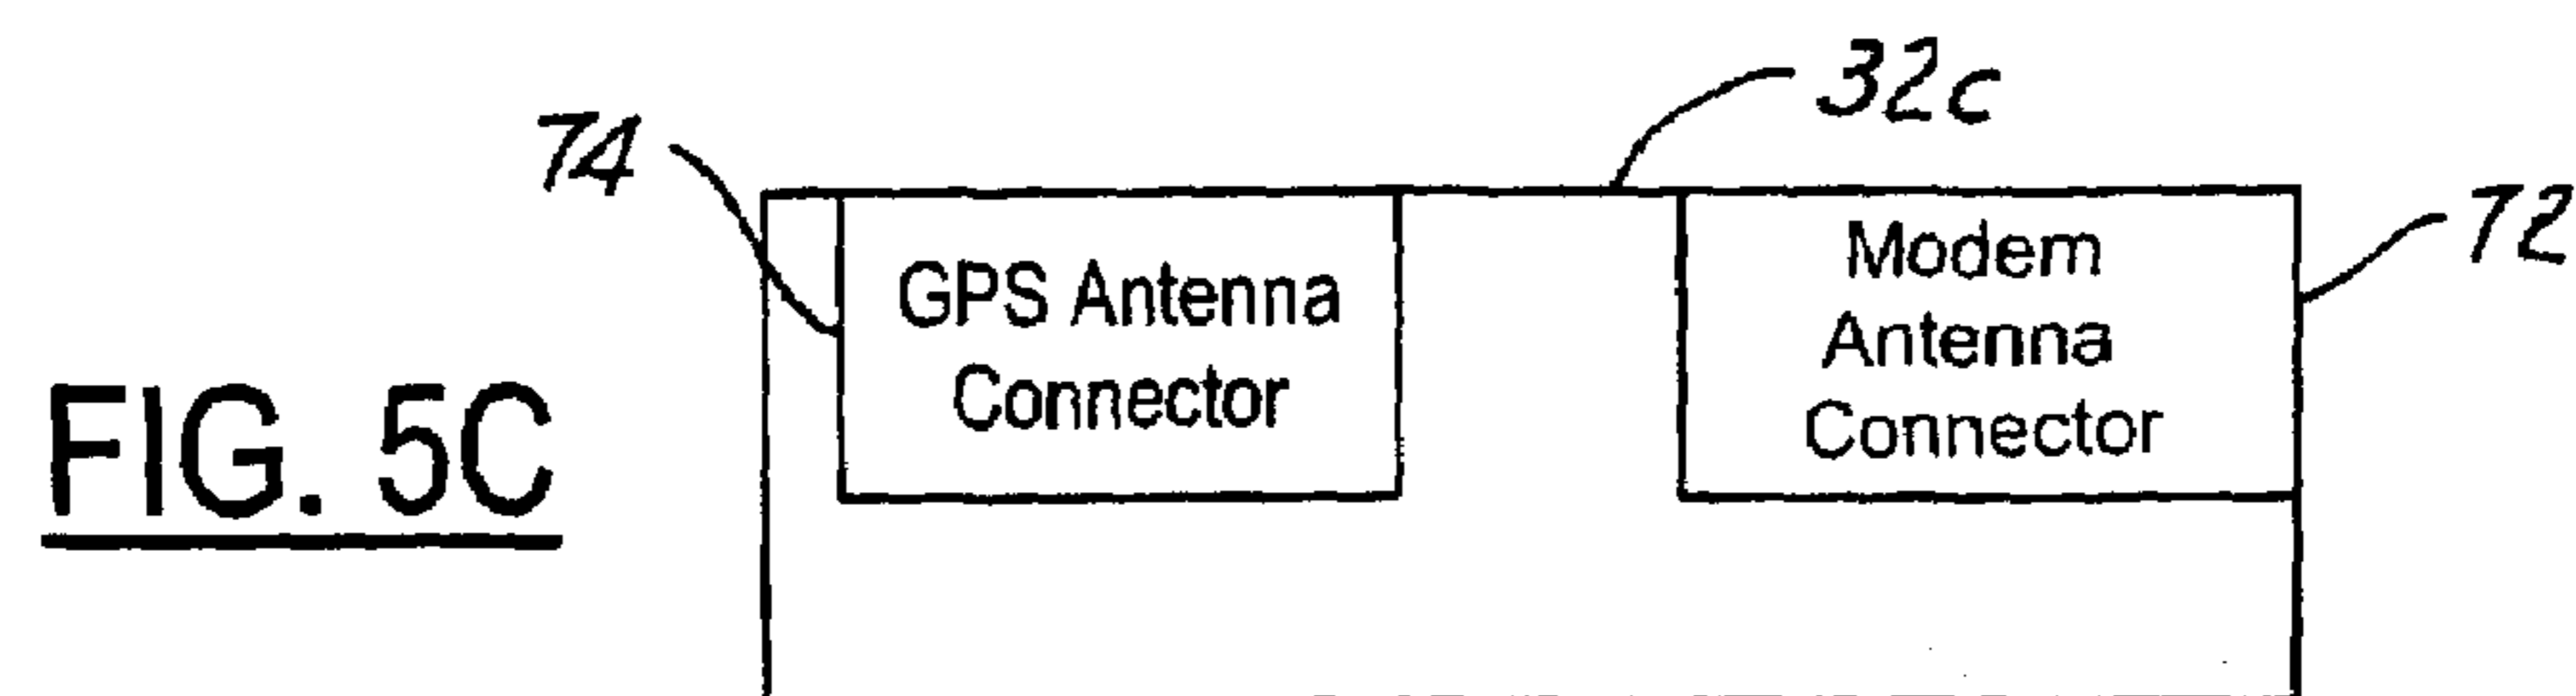 32c
74
72
GPS Antenna
Connector
Modem
Antenna
Connector
FIG. 5C